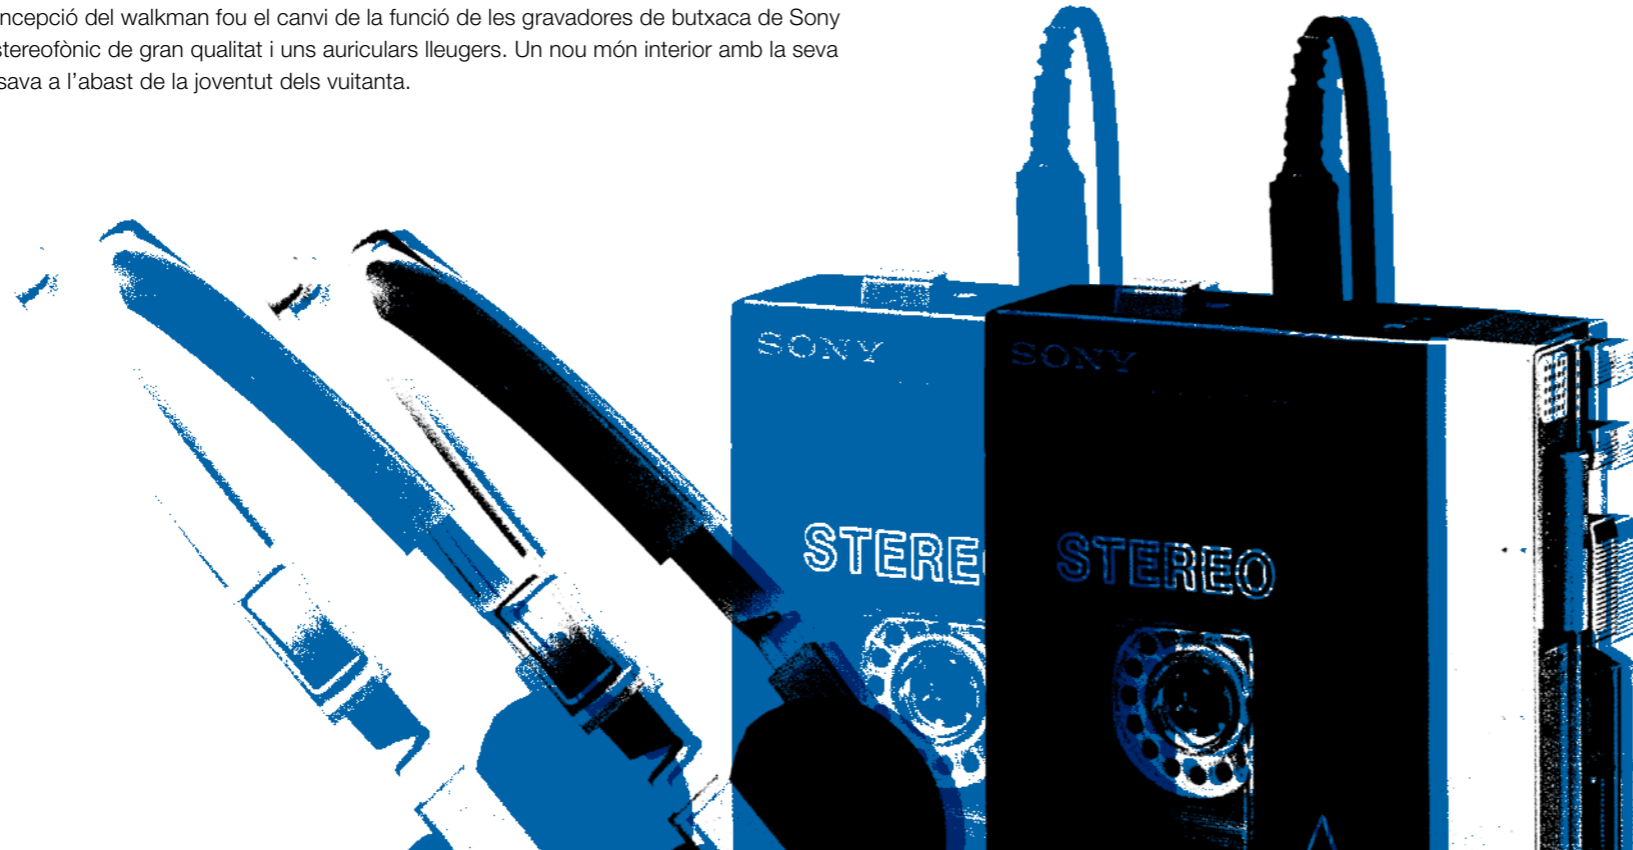 ncepció del walkman fou el canvi de la funció de les gravadores de butxaca de Sony
stereofònic de gran qualitat i uns auriculars lleugers. Un nou món interior amb la seva
sava a l’abast de la joventut dels vuitanta.
SONY
SONY
STERE
STEREO